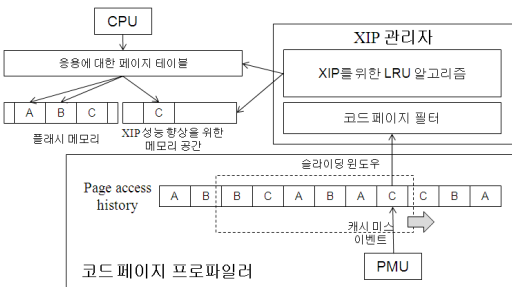 CPU
XIP 관리자
응용에 대한 페이지 테이블
XIP를 위한 LRU 알고리즘
A B C
C
코드 페이지 필터
플래시 메모리
XIP 성능 향상을 위한
메모리 공간
슬라이딩 윈도우
Page access
history
A B B C A B A C C B A
캐시 미스
이벤트
PMU
코드 페이지 프로파일러